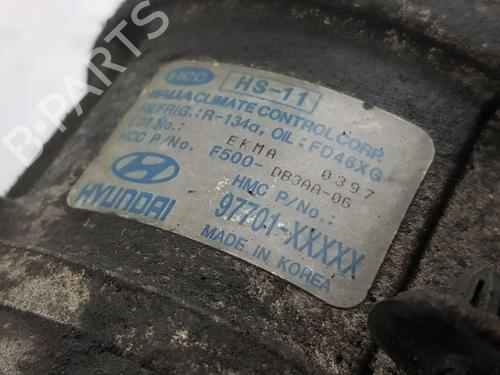 B-PARTS
HCC HS-11
HALLA CLIMATE CONTROL CORP.
REFRIG.: R-134a, OIL: FD46XG
LOT.No.: EKMA 0397
HCC P/No. F500-DB3AA-06
HYUNDAI HMC P/No.:
97701-XXXXX
MADE IN KOREA